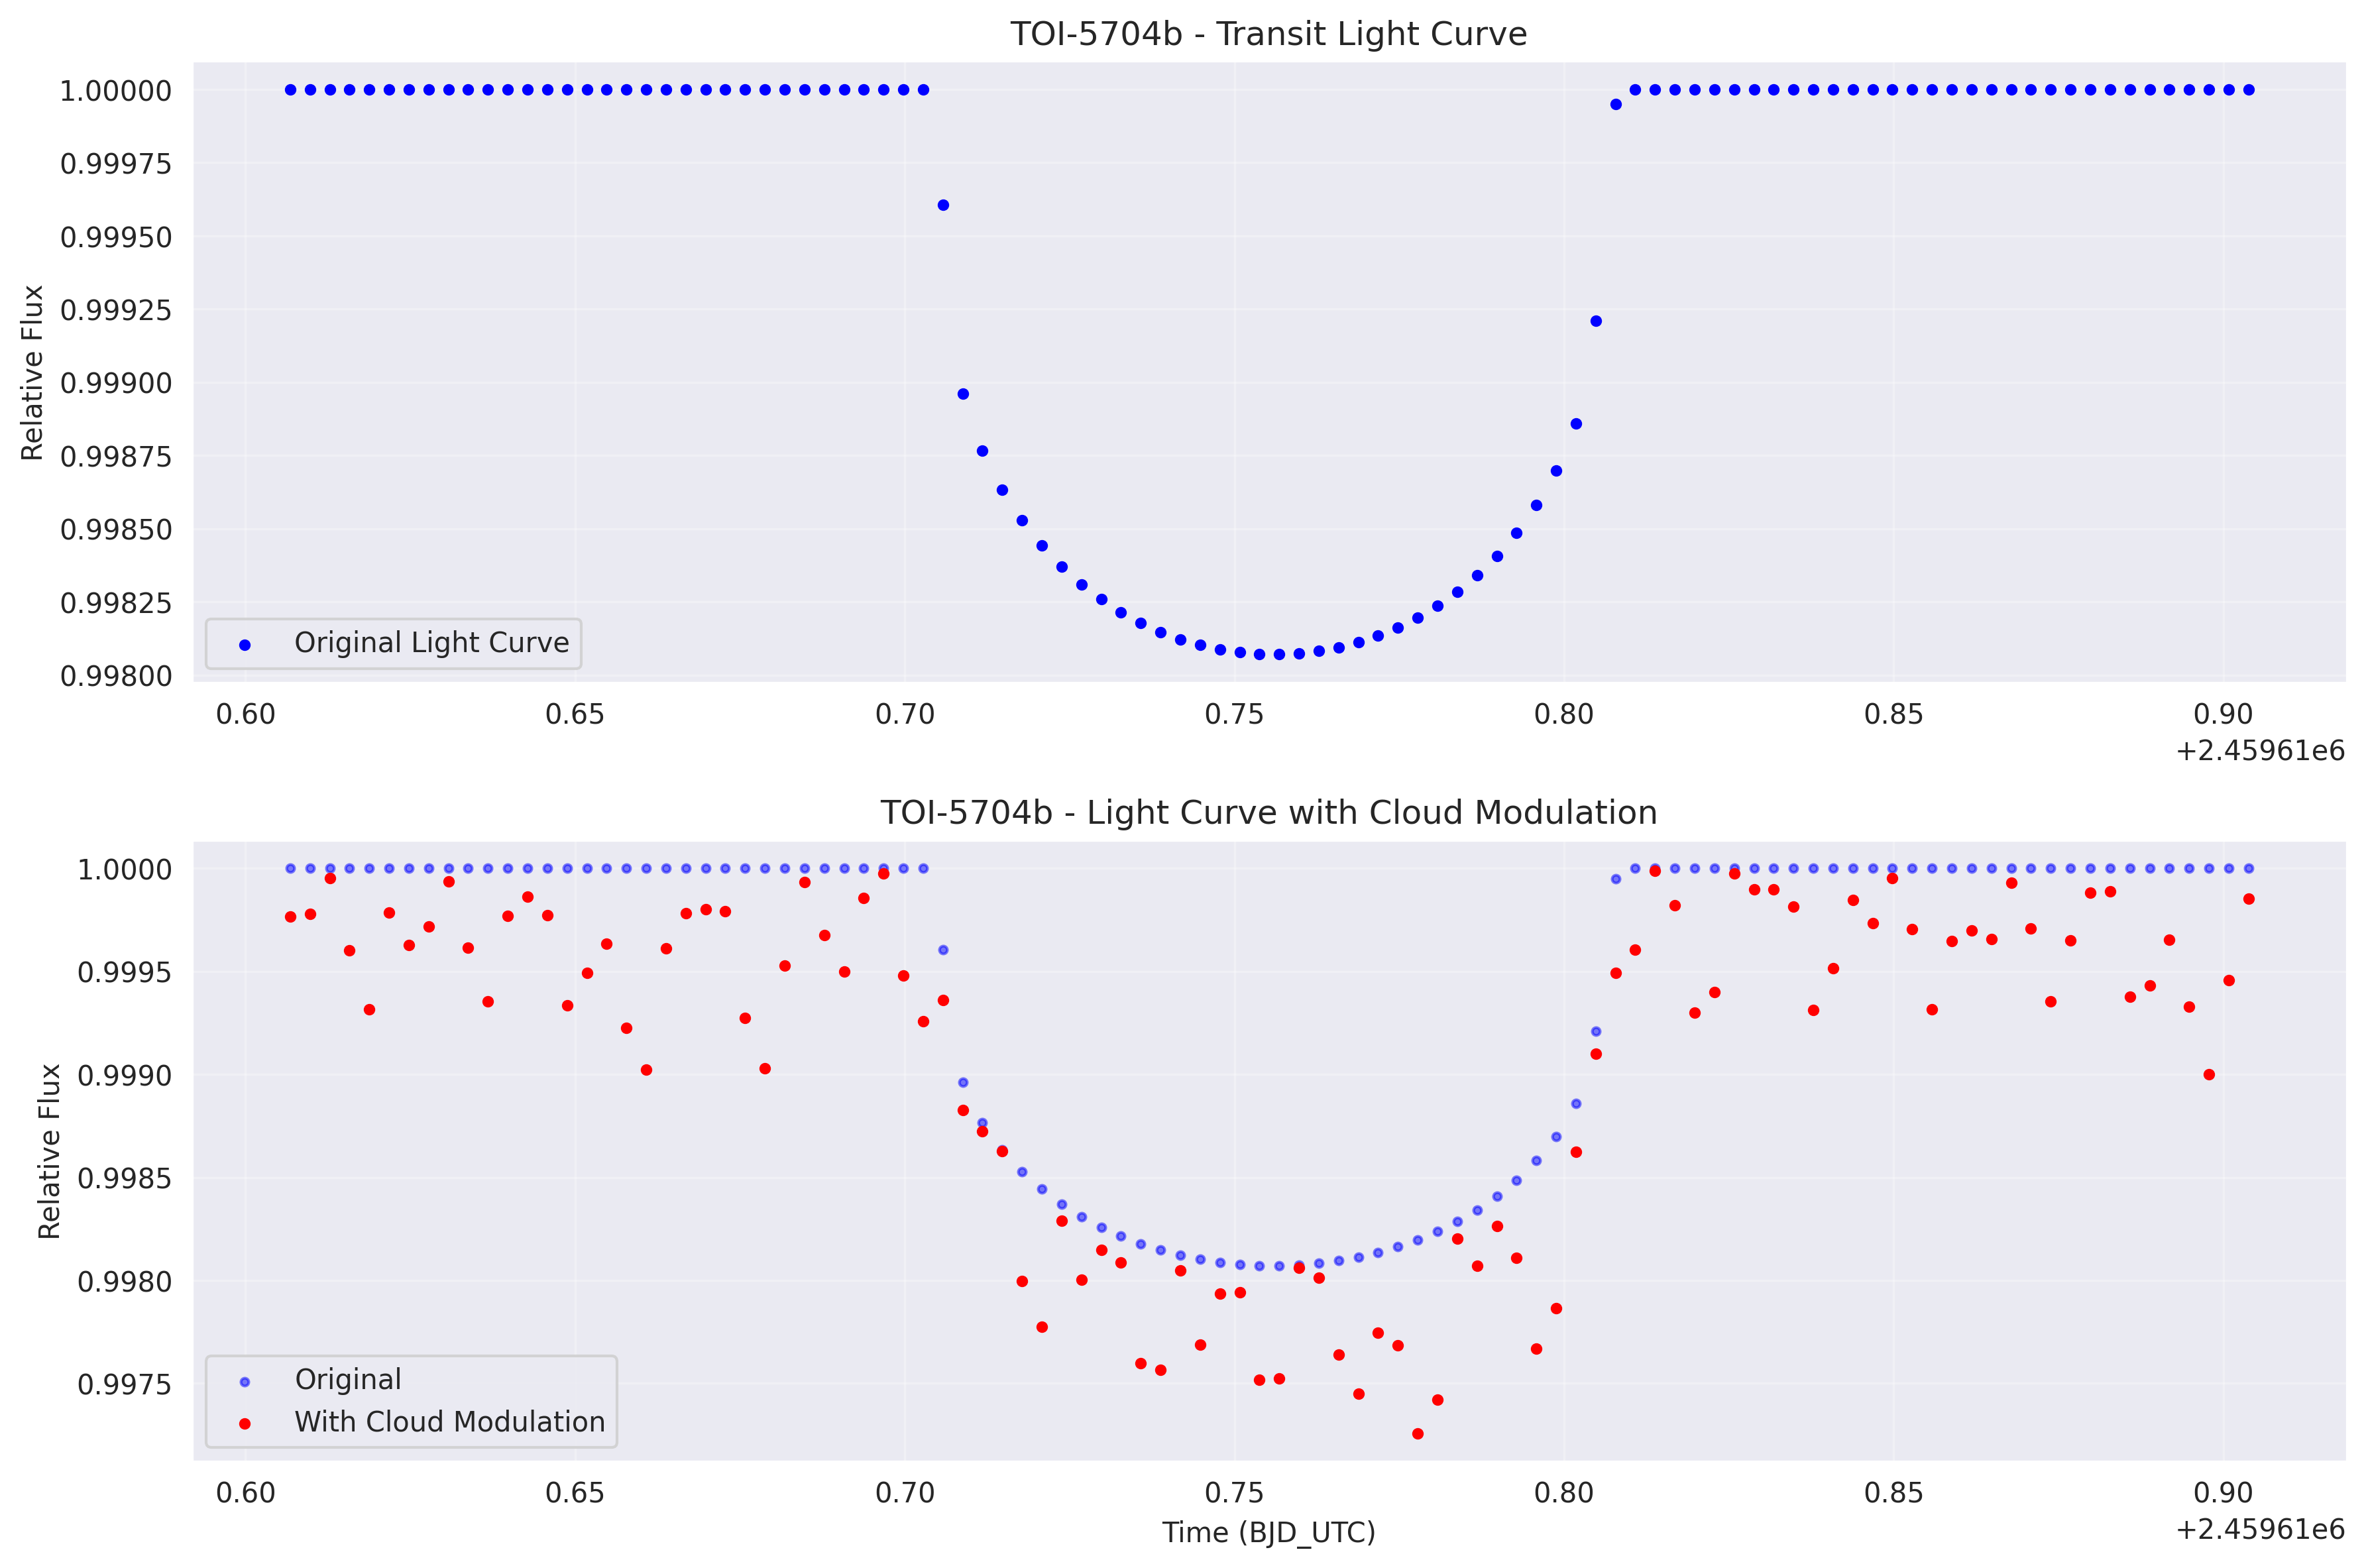 TOI-5704b - Transit Light Curve
1.00000
0.99975
0.99950
0.99925
0.99900
0.99875
0.99850
0.99825
0.99800
Relative Flux
Original Light Curve
0.60 0.65 0.70 0.75 0.80 0.85 0.90
+2.45961e6
TOI-5704b - Light Curve with Cloud Modulation
1.0000
0.9995
0.9990
0.9985
0.9980
0.9975
Relative Flux
Original
With Cloud Modulation
0.60 0.65 0.70 0.75 0.80 0.85 0.90
Time (BJD_UTC)
+2.45961e6